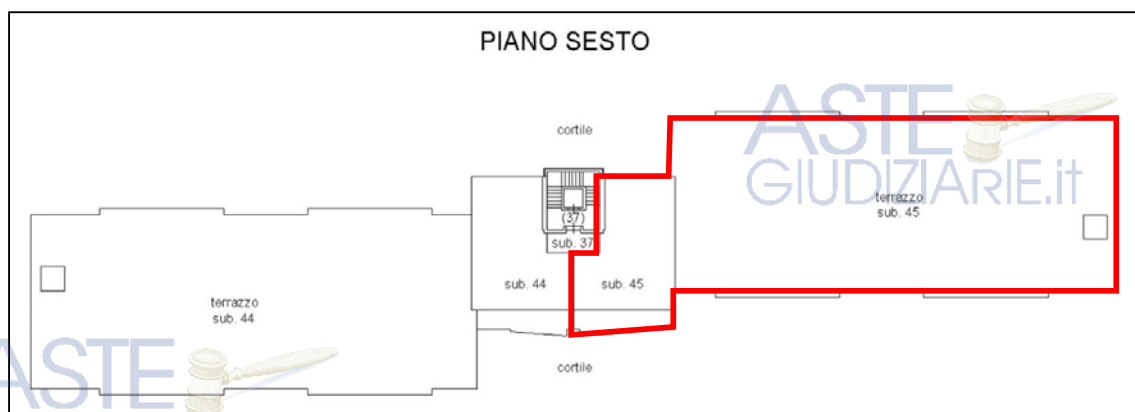 PIANO SESTO
ASTE
GIUDIZIARIE.it
cortile
terrazzo
sub. 45
(37)
sub. 37
sub. 44
sub. 45
terrazzo
sub. 44
cortile
ASTE